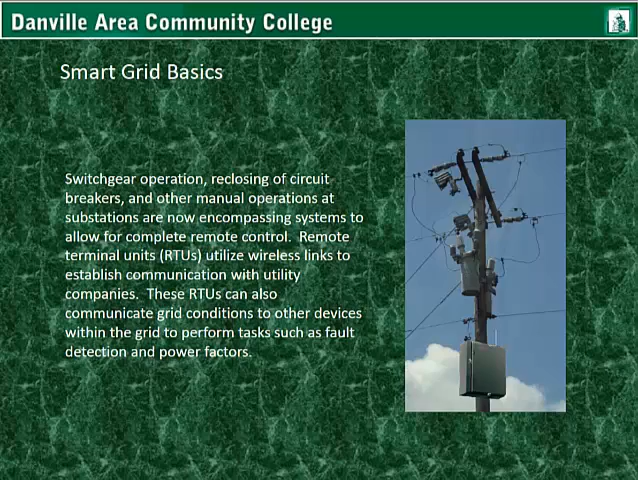 Danville Area Community College
Smart Grid Basics
Switchgear operation, reclosing of circuit
breakers, and other manual operations at
substations are now encompassing systems to
allow for complete remote control.  Remote
terminal units (RTUs) utilize wireless links to
establish communication with utility
companies.  These RTUs can also
communicate grid conditions to other devices
within the grid to perform tasks such as fault
detection and power factors.